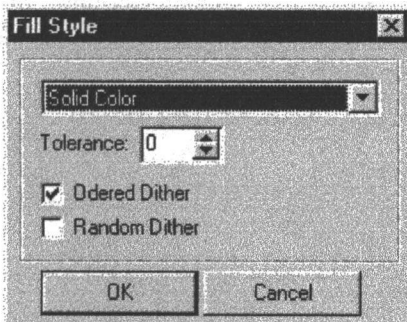 Fill Style
Solid Color
Tolerance: 0
Odered Dither
Random Dither
OK Cancel